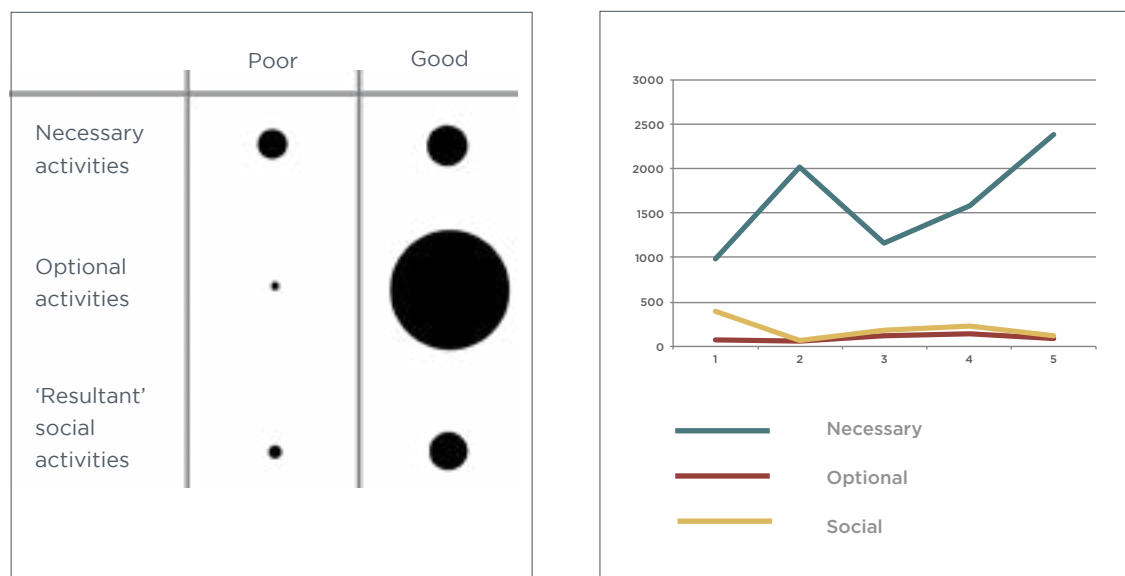 Poor Good
Necessary
activities
Optional
activities
‘Resultant’
social
activities
3000
2500
2000
1500
1000
500
0
1 2 3 4 5
Necessary
Optional
Social